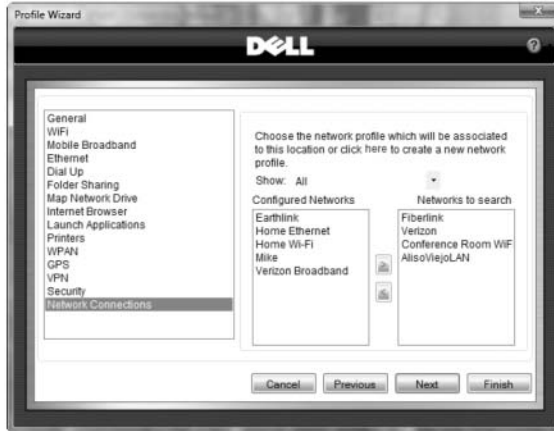 Profile Wizard
DELL
?
General
WiFi
Mobile Broadband
Ethernet
Dial Up
Folder Sharing
Map Network Drive
Internet Browser
Launch Applications
Printers
WPAN
GPS
VPN
Security
Network Connections
Choose the network profile which will be associated
to this location or click here to create a new network
profile.
Show: All
Configured Networks
Earthlink
Home Ethernet
Home Wi-Fi
Mike
Verizon Broadband
Networks to search
Fiberlink
Verizon
Conference Room WiF
AlisoViejoLAN
Cancel Previous Next Finish